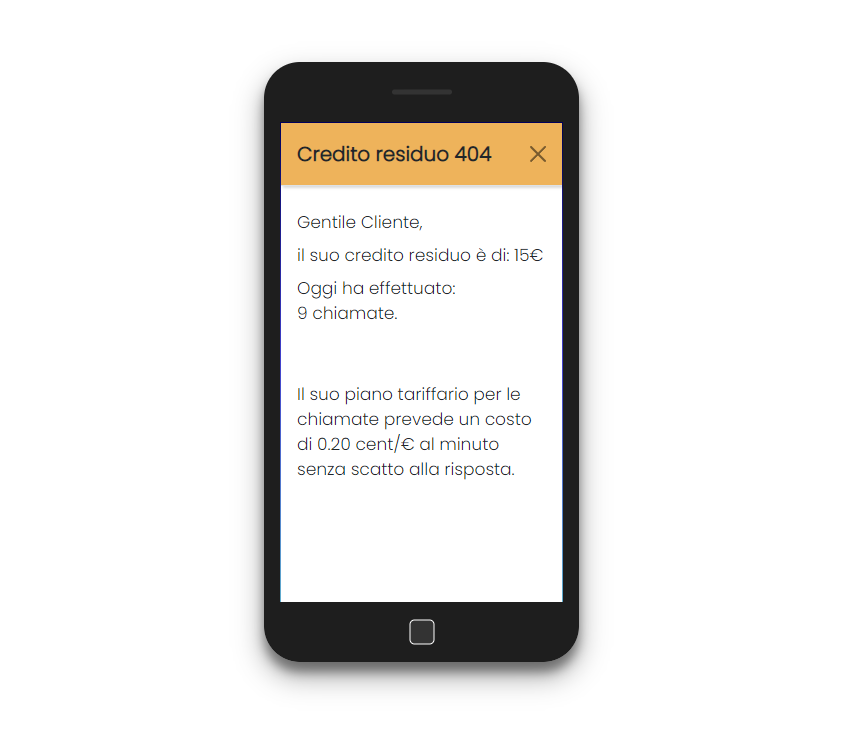 Credito residuo 404
Gentile Cliente,
il suo credito residuo è di: 15€
Oggi ha effettuato:
9 chiamate.
Il suo piano tariffario per le
chiamate prevede un costo
di 0.20 cent/€ al minuto
senza scatto alla risposta.